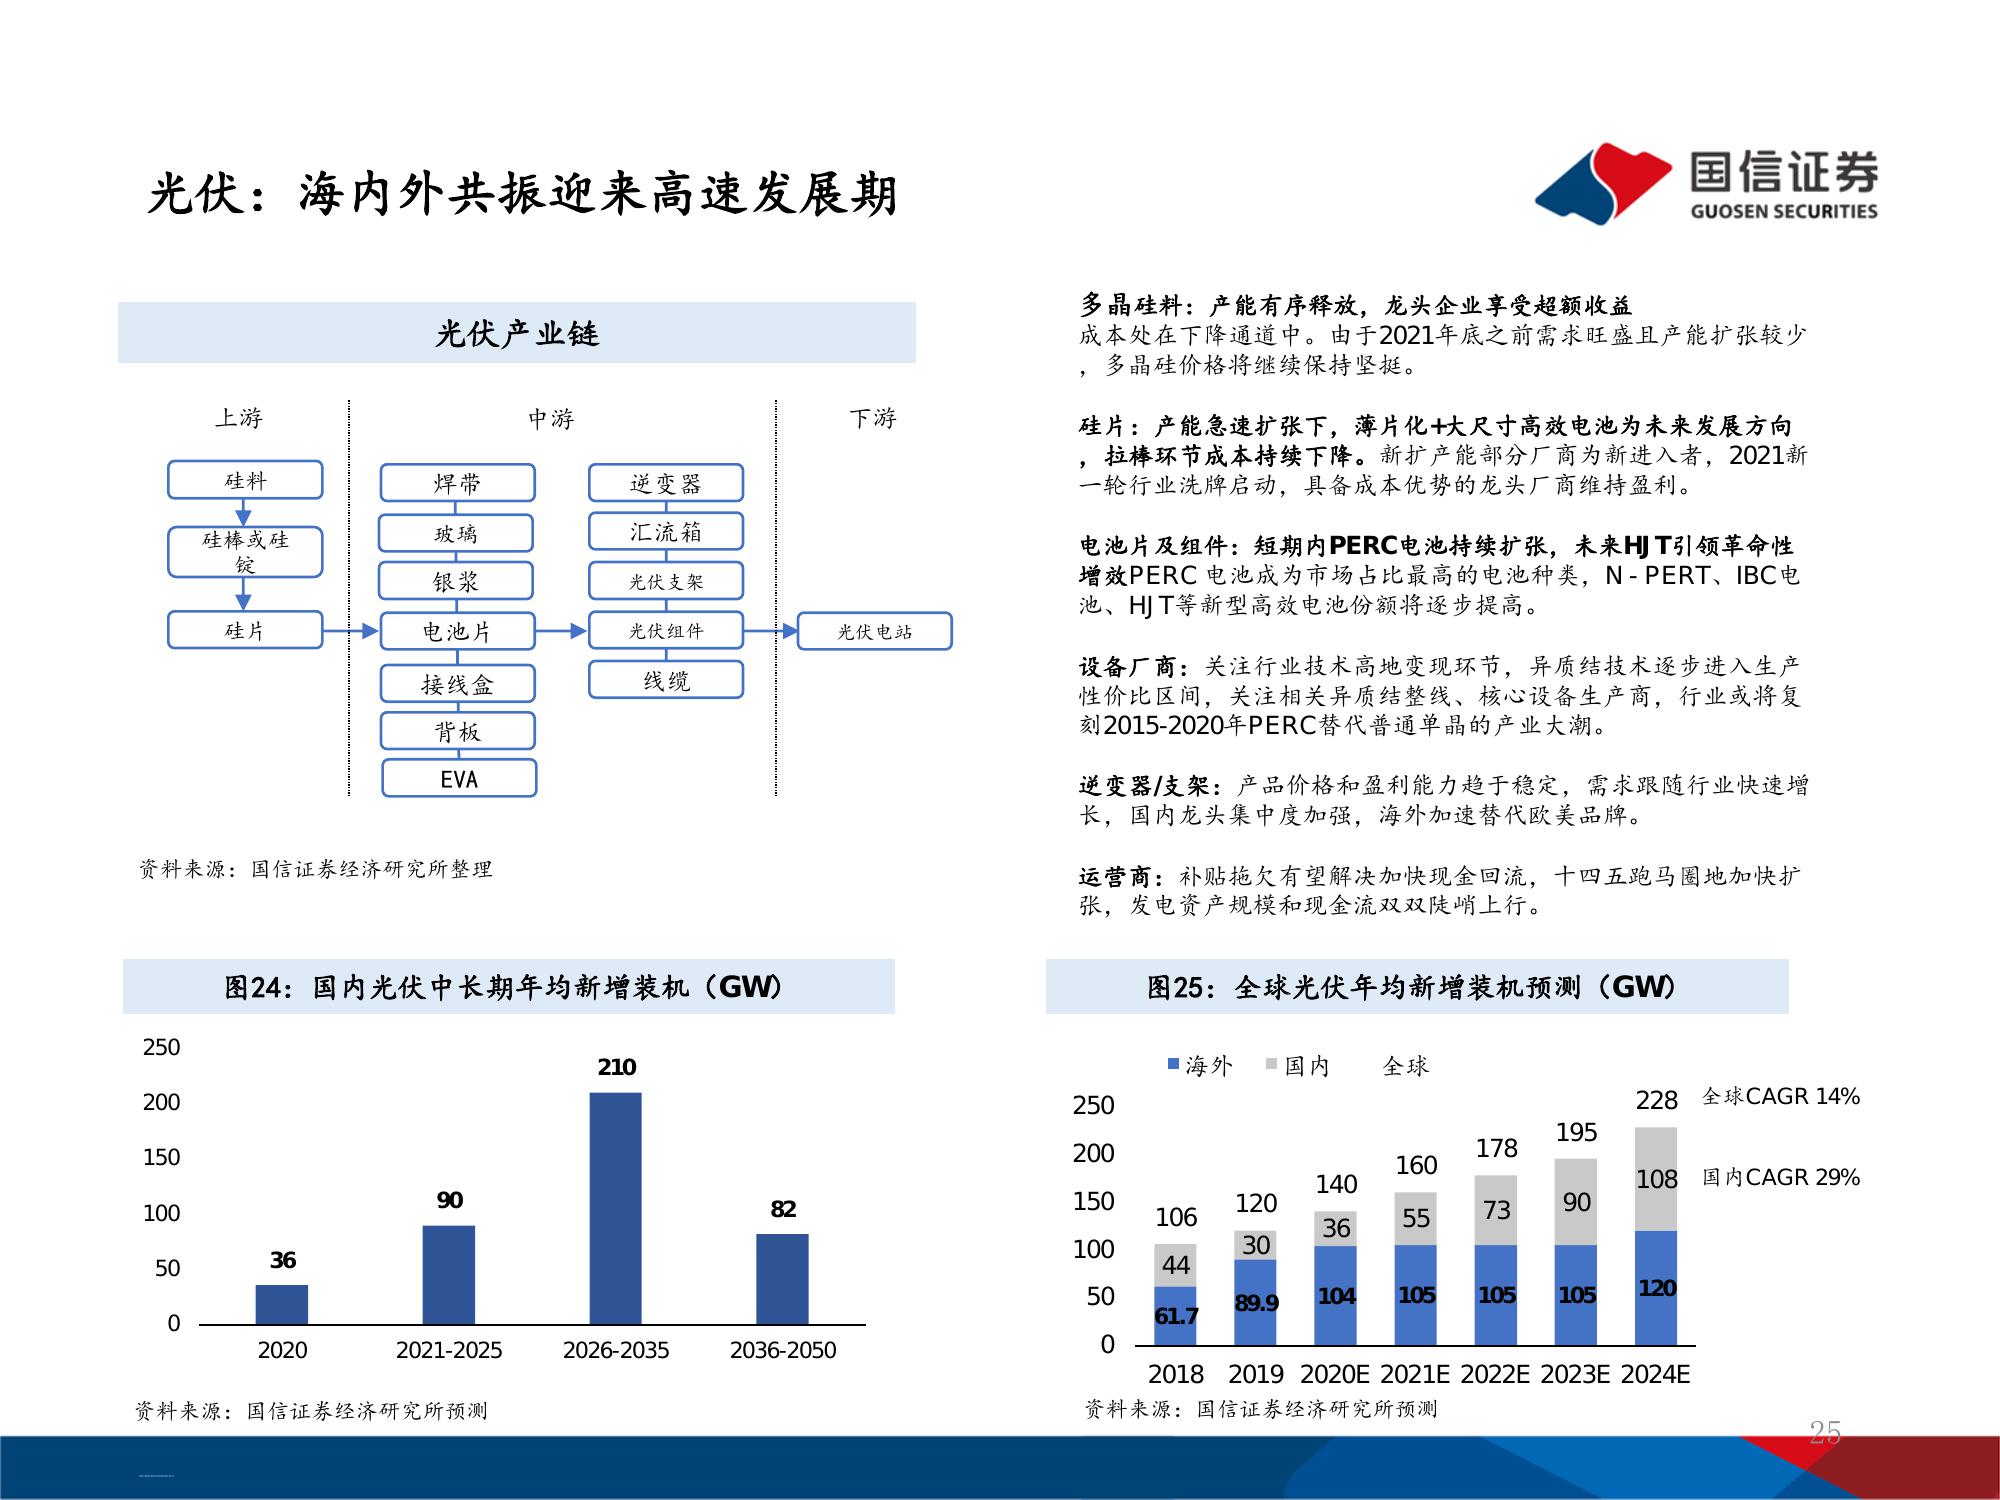 光伏：海内外共振迎来高速发展期
国信证券
GUOSEN SECURITIES
光伏产业链
上游
中游
下游
硅料
硅棒或硅
锭
硅片
焊带
玻璃
银浆
电池片
接线盒
背板
EVA
逆变器
汇流箱
光伏支架
光伏组件
线缆
光伏电站
资料来源：国信证券经济研究所整理
多晶硅料：产能有序释放，龙头企业享受超额收益
成本处在下降通道中。由于2021年底之前需求旺盛且产能扩张较少
，多晶硅价格将继续保持坚挺。
硅片：产能急速扩张下，薄片化+大尺寸高效电池为未来发展方向
，拉棒环节成本持续下降。新扩产能部分厂商为新进入者，2021新
一轮行业洗牌启动，具备成本优势的龙头厂商维持盈利。
电池片及组件：短期内PERC电池持续扩张，未来HJT引领革命性
增效PERC 电池成为市场占比最高的电池种类，N - PERT、IBC电
池、HJT等新型高效电池份额将逐步提高。
设备厂商：关注行业技术高地变现环节，异质结技术逐步进入生产
性价比区间，关注相关异质结整线、核心设备生产商，行业或将复
刻2015-2020年PERC替代普通单晶的产业大潮。
逆变器/支架：产品价格和盈利能力趋于稳定，需求跟随行业快速增
长，国内龙头集中度加强，海外加速替代欧美品牌。
运营商：补贴拖欠有望解决加快现金回流，十四五跑马圈地加快扩
张，发电资产规模和现金流双双陡峭上行。
图24：国内光伏中长期年均新增装机（GW）
250
200
150
100
50
0
36
90
210
82
2020
2021-2025
2026-2035
2036-2050
资料来源：国信证券经济研究所预测
图25：全球光伏年均新增装机预测（GW）
海外 国内 全球
250
200
150
100
50
0
106
120
140
160
178
195
228
44
30
36
55
73
90
108
61.7
89.9
104
105
105
105
120
全球CAGR 14%
国内CAGR 29%
2018 2019 2020E 2021E 2022E 2023E 2024E
资料来源：国信证券经济研究所预测
25